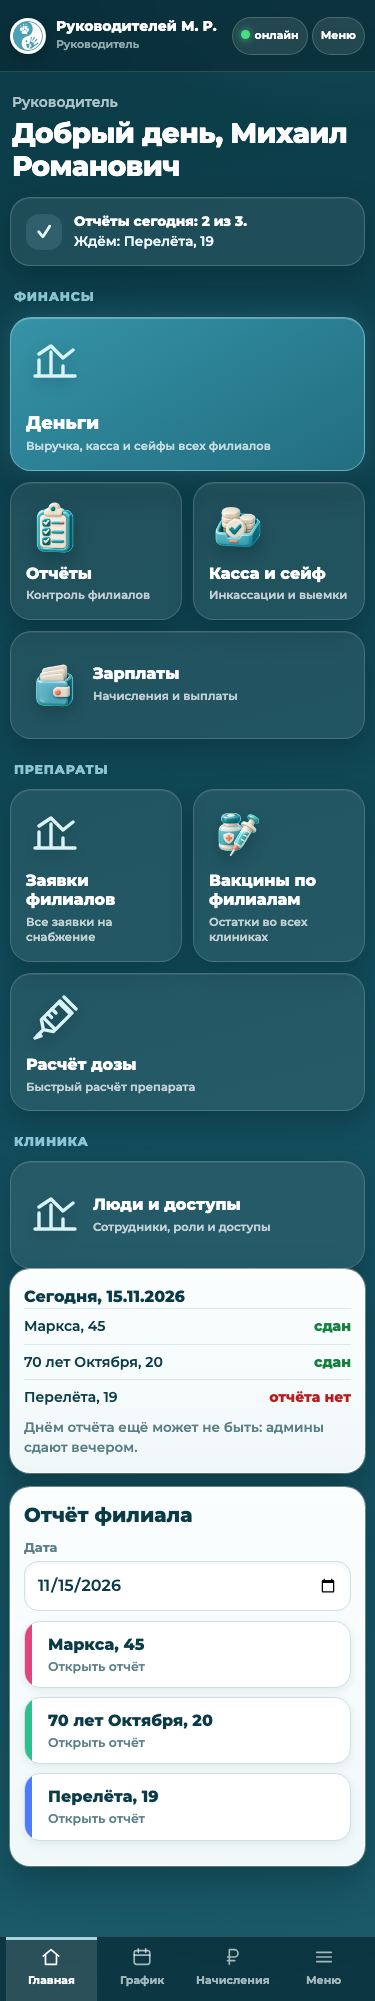 Руководителей М. Р.
Руководитель
онлайн
Меню
Руководитель
Добрый день, Михаил
Романович
Отчёты сегодня: 2 из 3.
Ждём: Перелёта, 19
ФИНАНСЫ
Деньги
Выручка, касса и сейфы всех филиалов
Отчёты
Контроль филиалов
Касса и сейф
Инкассации и выемки
Зарплаты
Начисления и выплаты
ПРЕПАРАТЫ
Заявки
филиалов
Все заявки на
снабжение
Вакцины по
филиалам
Остатки во всех
клиниках
Расчёт дозы
Быстрый расчёт препарата
КЛИНИКА
Люди и доступы
Сотрудники, роли и доступы
Сегодня, 15.11.2026
Маркса, 45 сдан
70 лет Октября, 20 сдан
Перелёта, 19 отчёта нет
Днём отчёта ещё может не быть: админы
сдают вечером.
Отчёт филиала
Дата
11/15/2026
Маркса, 45
Открыть отчёт
70 лет Октября, 20
Открыть отчёт
Перелёта, 19
Открыть отчёт
Главная
График
Начисления
Меню